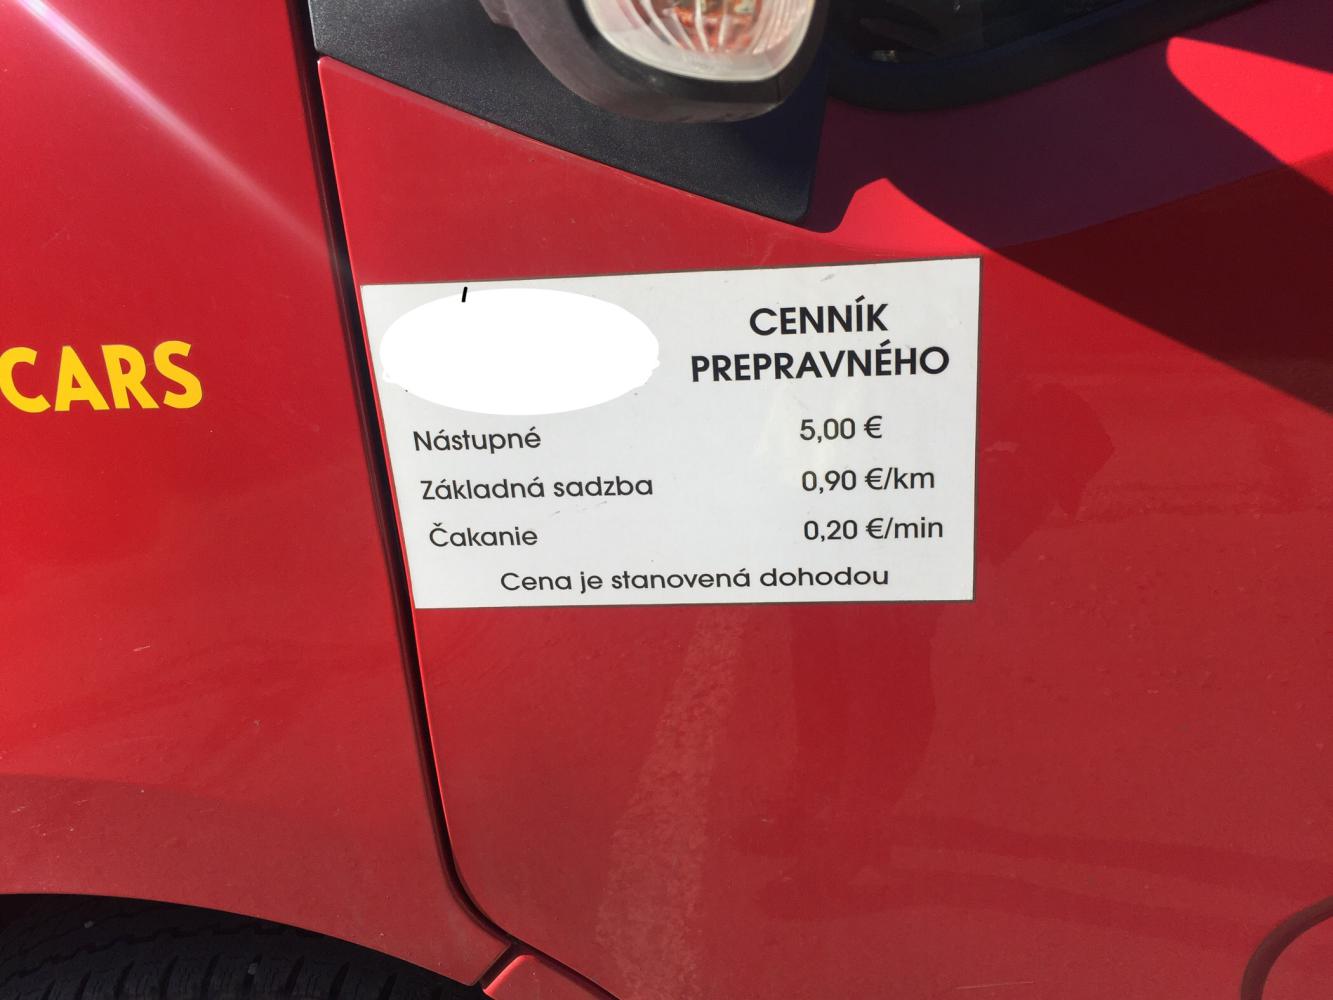 CARS
CENNÍK
PREPRAVNÉHO
Nástupné 5,00 €
Základná sadzba 0,90 €/km
Čakanie 0,20 €/min
Cena je stanovená dohodou